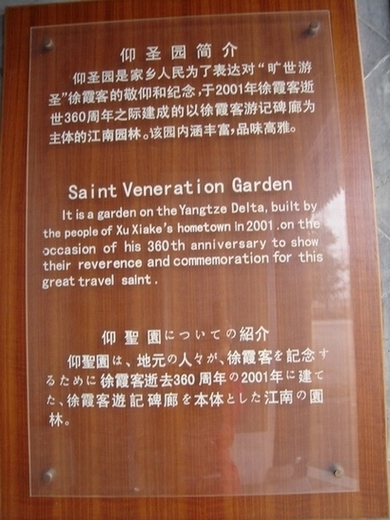 仰圣园简介
仰圣园是家乡人民为了表达对“旷世游
圣”徐霞客的敬仰和纪念,于2001年徐霞客逝
世360周年之际建成的以徐霞客游记碑廊为
主体的江南园林。该园内涵丰富,品味高雅。
Saint Veneration Garden
It is a garden on the Yangtze Delta, built by
the people of Xu Xiake's hometown in 2001 ,on the
occasion of his 360th anniversary to show
their reverence and commemoration for this
great travel saint .
仰聖園についての紹介
仰聖園は、地元の人々が、徐霞客を記念す
るために徐霞客逝去360周年の2001年に建て
た、徐霞客遊記碑廊を本体とした江南の園
林。